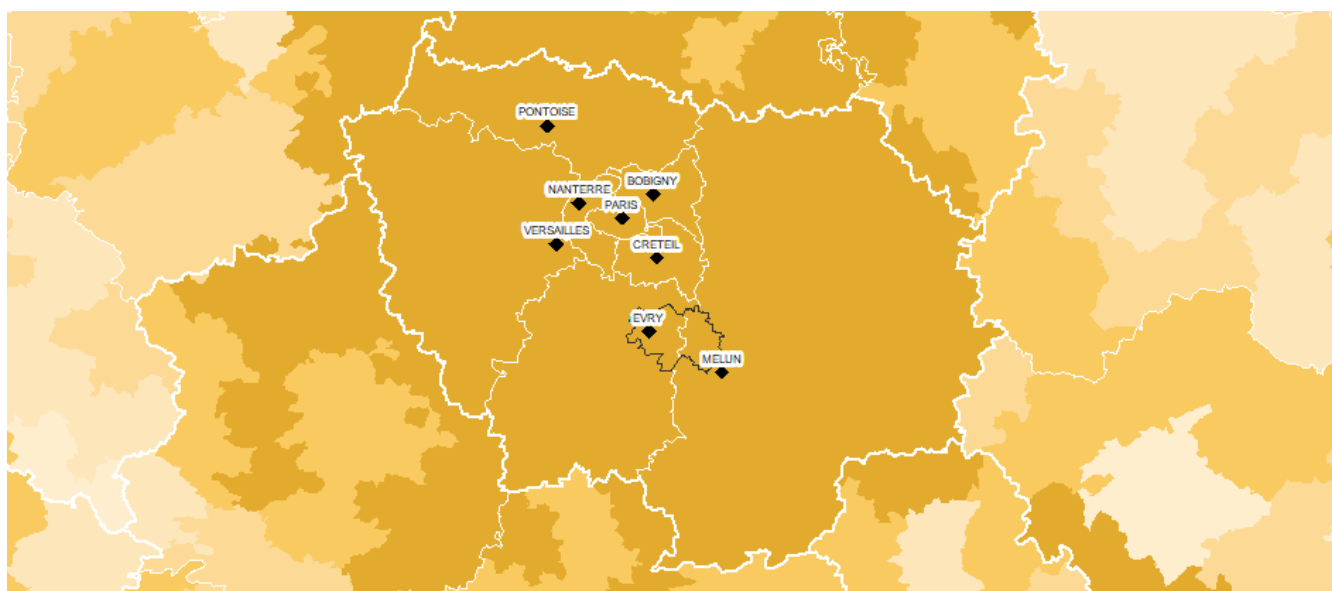 PONTOISE
BOBIGNY
NANTERRE
PARIS
VERSAILLES
CRETEIL
EVRY
MELUN